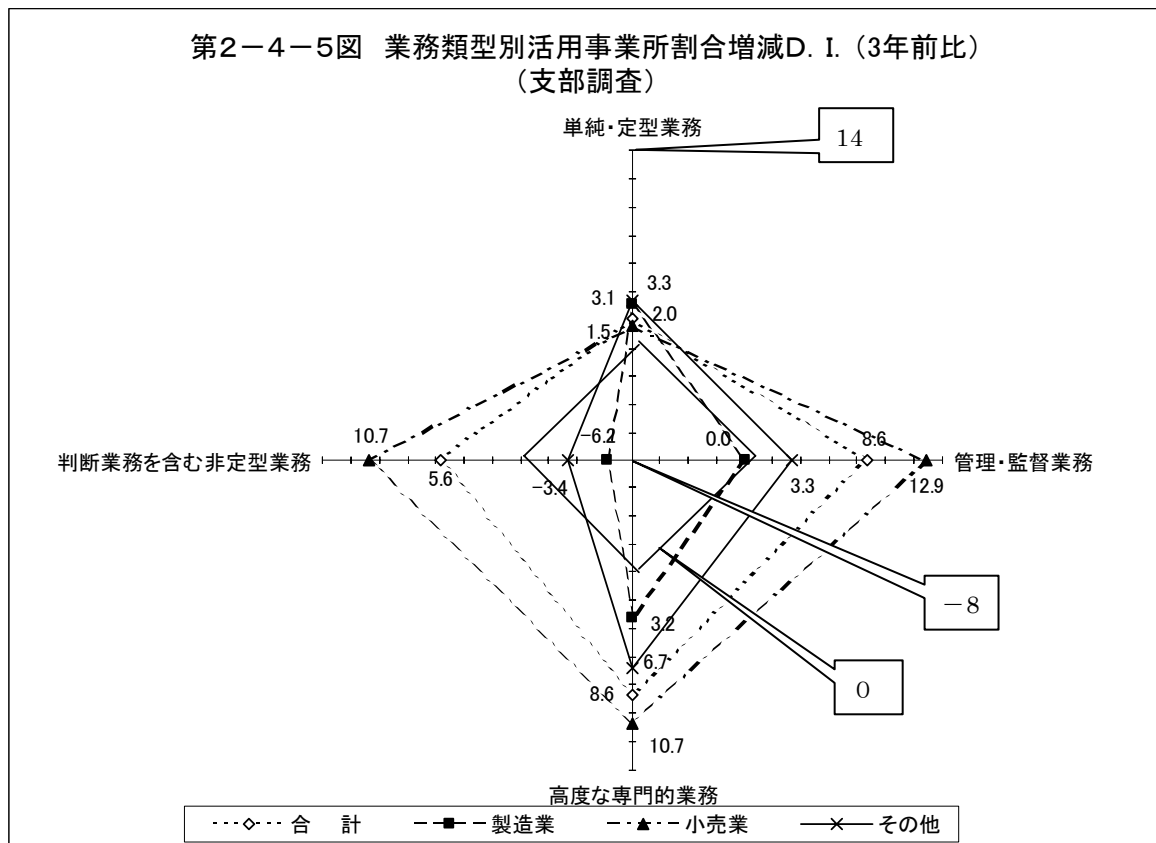 第2－4－5図 業務類型別活用事業所割合増減D．I．（3年前比）
（支部調査）
単純・定型業務
14
3.1
3.3
1.5
2.0
10.7
-6.2
0.0
8.6
判断業務を含む非定型業務
管理・監督業務
5.6
-3.4
3.3
12.9
－8
3.2
6.7
8.6
0
10.7
高度な専門的業務
合 計
製造業
小売業
その他